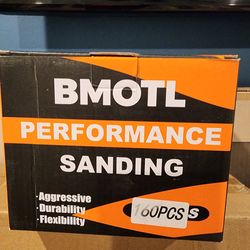 BMOTL
PERFORMANCE
SANDING
·Aggressive
·Durability
·Flexibility
160PCS
S